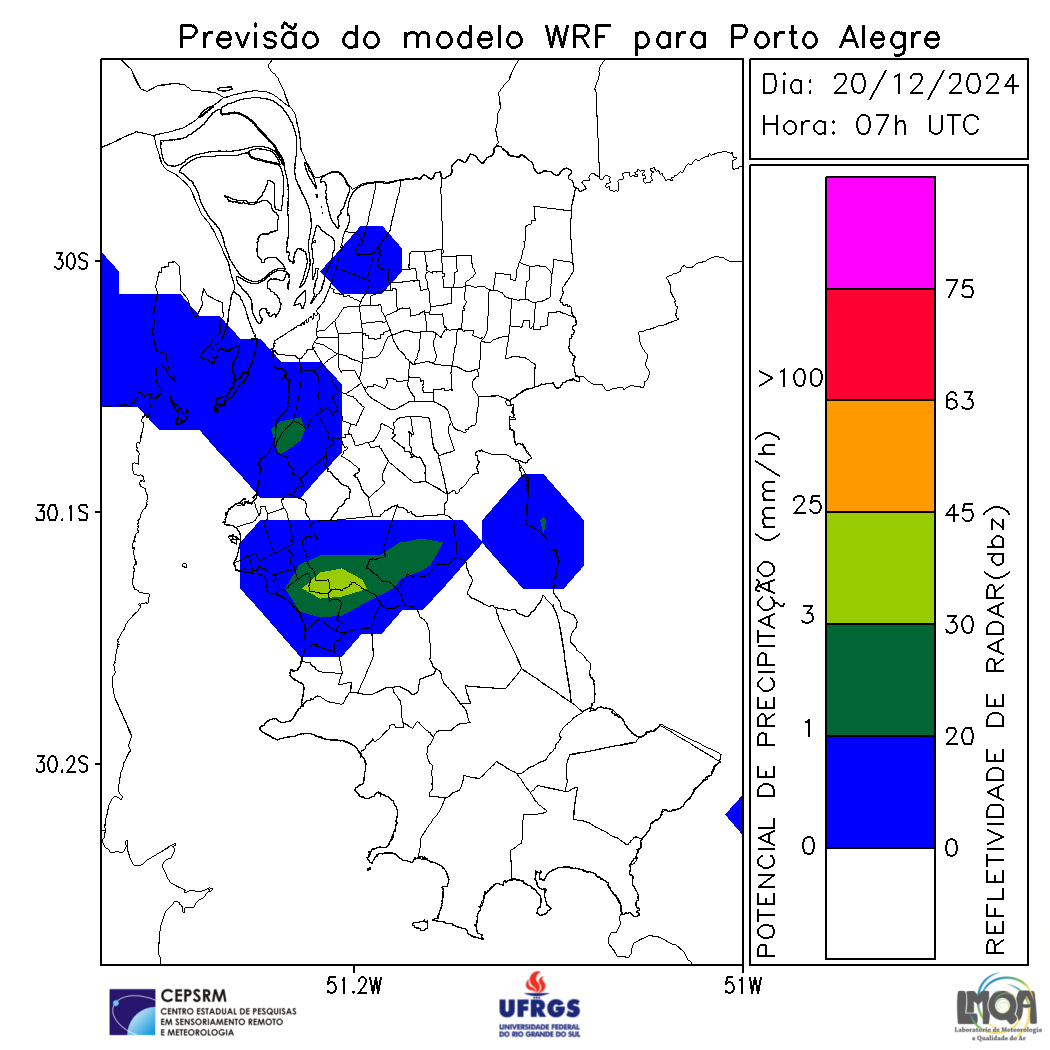 Previsão do modelo WRF para Porto Alegre
Dia: 20/12/2024
Hora: 07h UTC
30S
30.1S
30.2S
51.2W
51W
POTENCIAL DE PRECIPITAÇÃO (mm/h)
>100
25
3
1
0
75
63
45
30
20
0
REFLETIVIDADE DE RADAR(dbz)
CEPSRM
CENTRO ESTADUAL DE PESQUISAS
EM SENSORIAMENTO REMOTO
E METEOROLOGIA
UFRGS
UNIVERSIDADE FEDERAL
DO RIO GRANDE DO SUL
LMQA
Laboratório de Meteorologia
e Qualidade do Ar